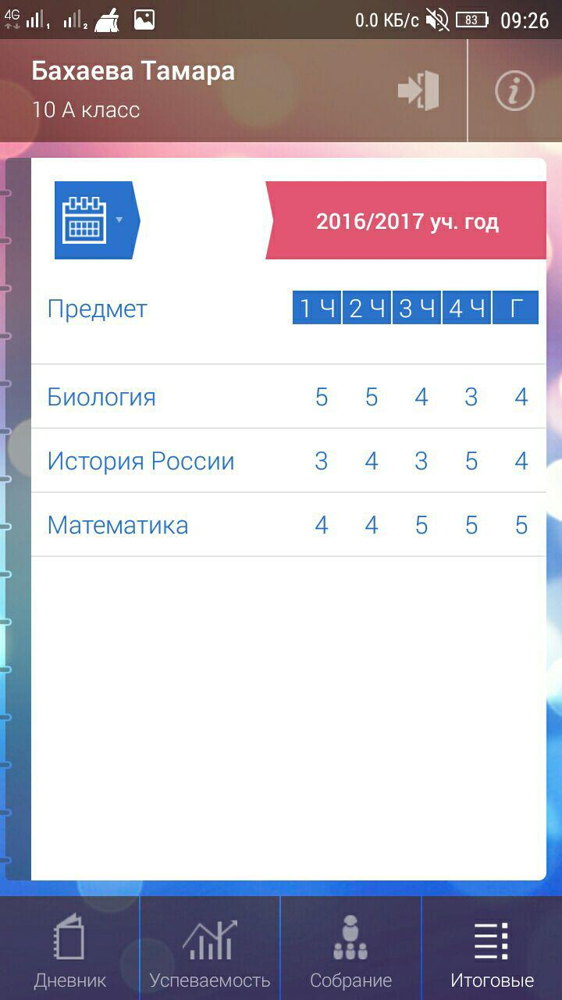 4G 1 2 0.0 КБ/с 83 09:26
Бахаева Тамара
10 А класс
2016/2017 уч. год
Предмет 1 Ч 2 Ч 3 Ч 4 Ч Г
Биология 5 5 4 3 4
История России 3 4 3 5 4
Математика 4 4 5 5 5
Дневник Успеваемость Собрание Итоговые